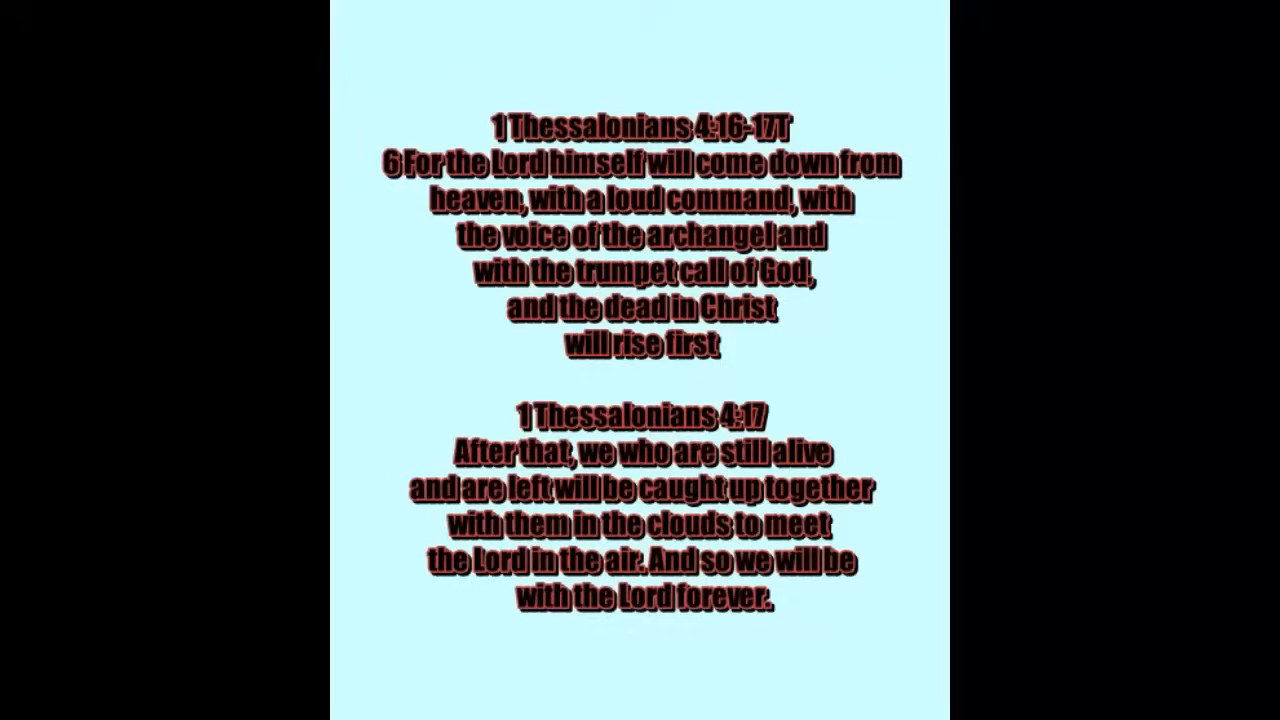 1 Thessalonians 4:16-17T
6 For the Lord himself will come down from
heaven, with a loud command, with
the voice of the archangel and
with the trumpet call of God,
and the dead in Christ
will rise first
1 Thessalonians 4:17
After that, we who are still alive
and are left will be caught up together
with them in the clouds to meet
the Lord in the air. And so we will be
with the Lord forever.